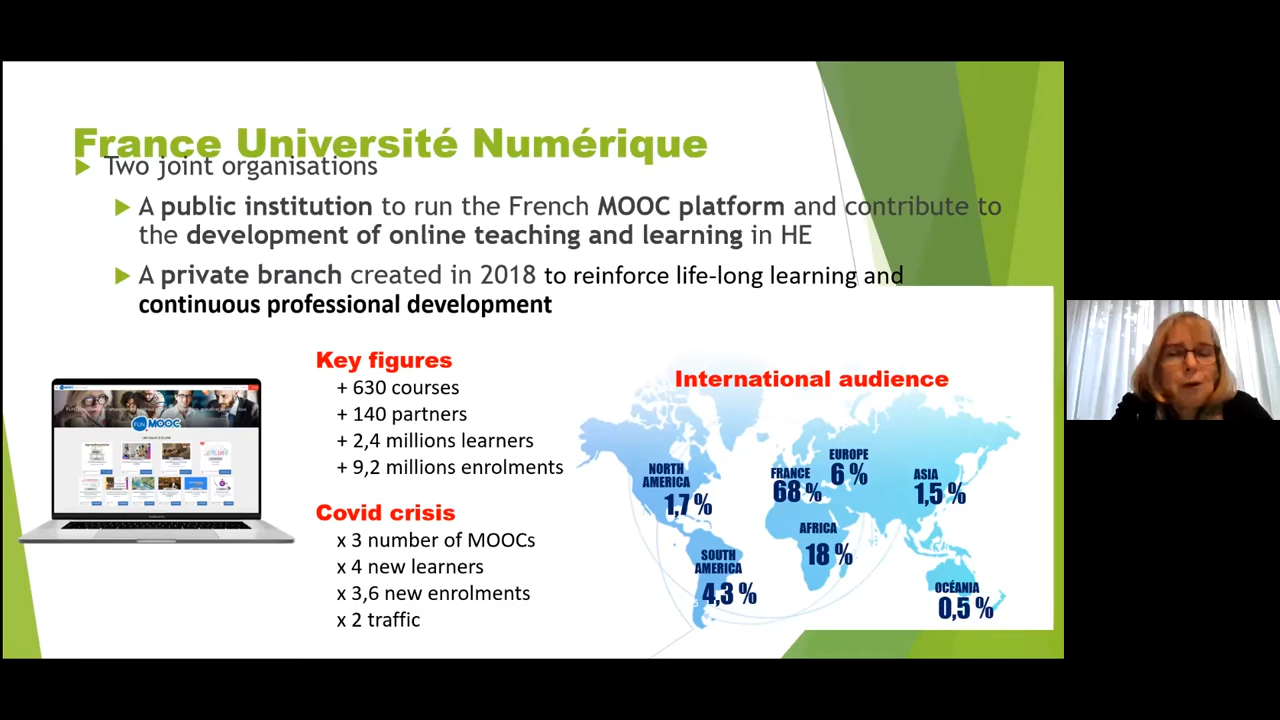 France Université Numérique
Two joint organisations
A public institution to run the French MOOC platform and contribute to
the development of online teaching and learning in HE
A private branch created in 2018 to reinforce life-long learning and
continuous professional development
Key figures
+ 630 courses
+ 140 partners
+ 2,4 millions learners
+ 9,2 millions enrolments
Covid crisis
x 3 number of MOOCs
x 4 new learners
x 3,6 new enrolments
x 2 traffic
FUN MOOC
International audience
NORTH
AMERICA
1,7 %
FRANCE
68 %
EUROPE
6 %
ASIA
1,5 %
AFRICA
18 %
SOUTH
AMERICA
4,3 %
OCÉANIA
0,5 %
5